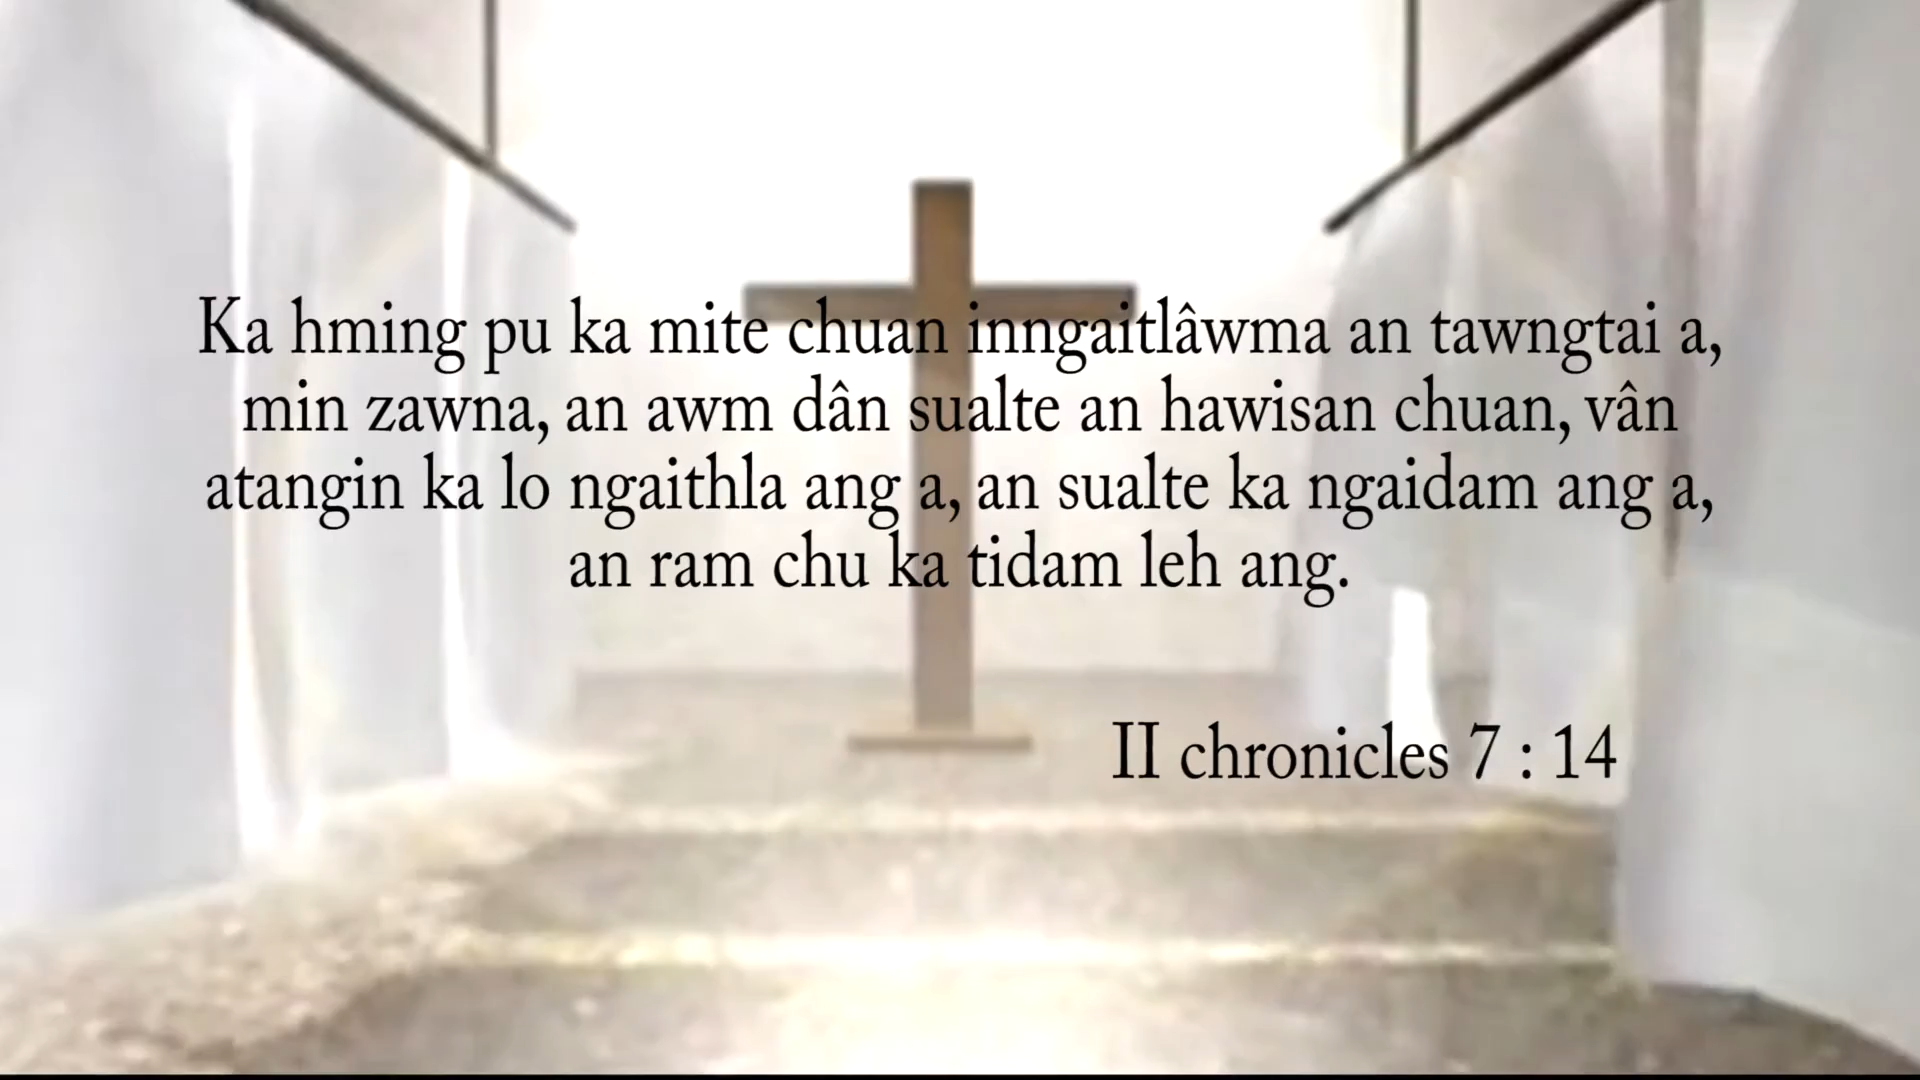 Ka hming pu ka mite chuan inngaitlâwma an tawngtai a,
min zawna, an awm dân sualte an hawisan chuan, vân
atangin ka lo ngaithla ang a, an sualte ka ngaidam ang a,
an ram chu ka tidam leh ang.
II chronicles 7 : 14